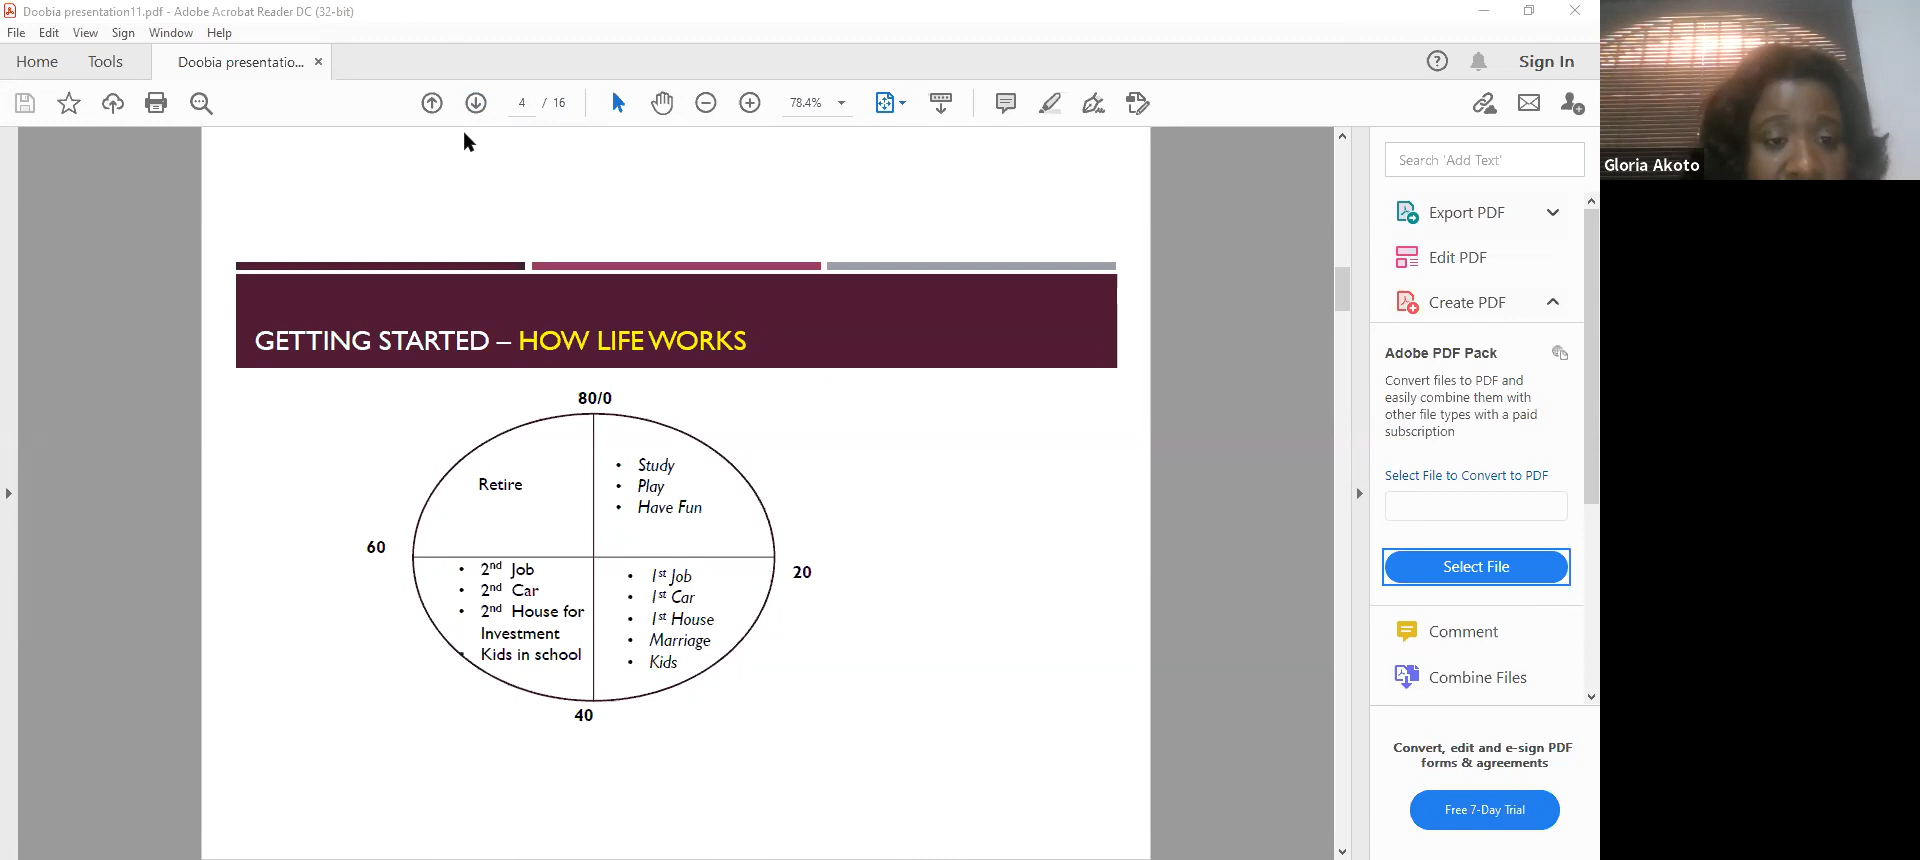 Doobia presentation11.pdf - Adobe Acrobat Reader DC (32-bit)
File Edit View Sign Window Help
Home Tools Doobia presentatio... × Sign In
4 / 16 78.4%
Gloria Akoto
Search 'Add Text'
Export PDF
Edit PDF
Create PDF
Adobe PDF Pack
Convert files to PDF and
easily combine them with
other file types with a paid
subscription
Select File to Convert to PDF
Select File
Comment
Combine Files
Convert, edit and e-sign PDF
forms & agreements
Free 7-Day Trial
GETTING STARTED – HOW LIFE WORKS
80/0
Retire
• Study
• Play
• Have Fun
60
20
• 2nd Job
• 2nd Car
• 2nd House for
Investment
• Kids in school
• 1st Job
• 1st Car
• 1st House
• Marriage
• Kids
40